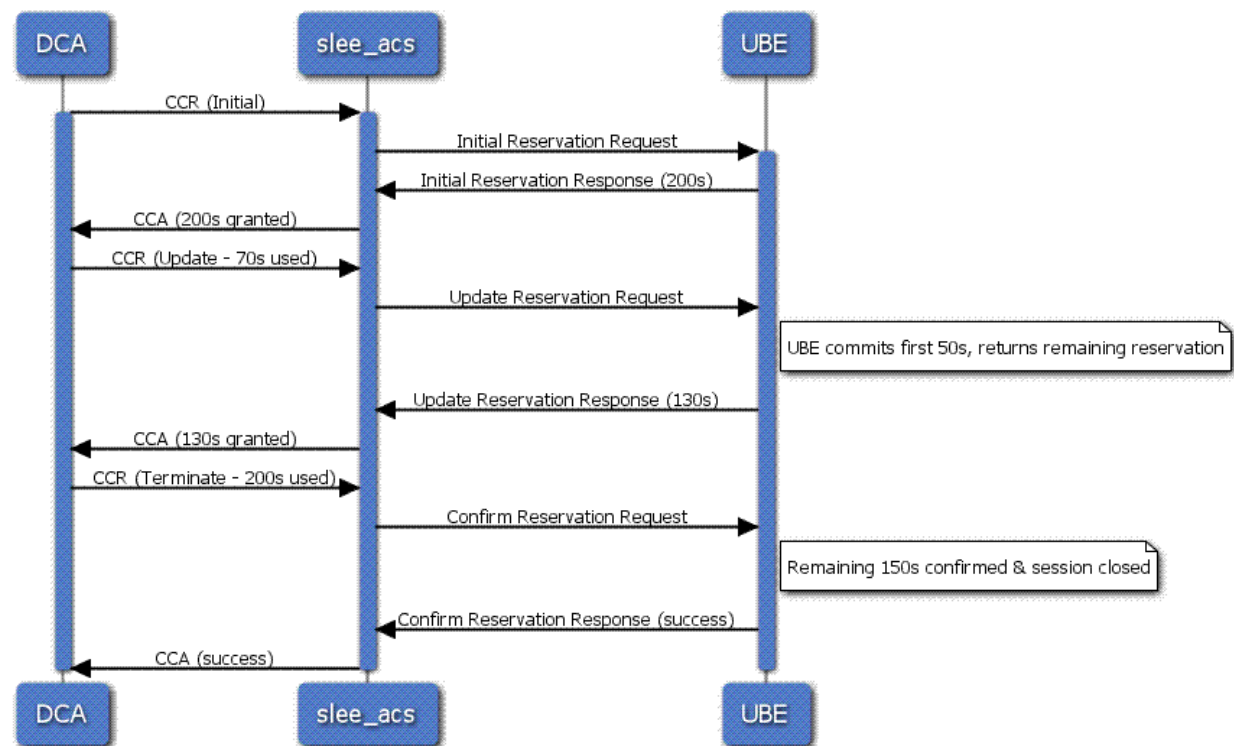 DCA
slee_acs
UBE
CCR (Initial)
Initial Reservation Request
Initial Reservation Response (200s)
CCA (200s granted)
CCR (Update - 70s used)
Update Reservation Request
UBE commits first 50s, returns remaining reservation
Update Reservation Response (130s)
CCA (130s granted)
CCR (Terminate - 200s used)
Confirm Reservation Request
Remaining 150s confirmed & session closed
Confirm Reservation Response (success)
CCA (success)
DCA
slee_acs
UBE